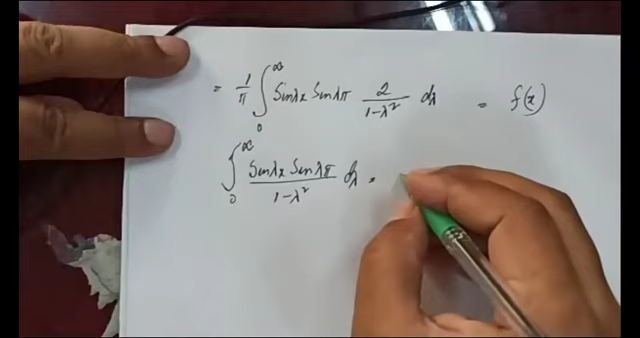 = 1/π ∫₀^∞ Sinλx Sinλπ 2/(1-λ²) dλ = f(x)
∫₀^∞ (Sinλx Sinλπ)/(1-λ²) dλ =